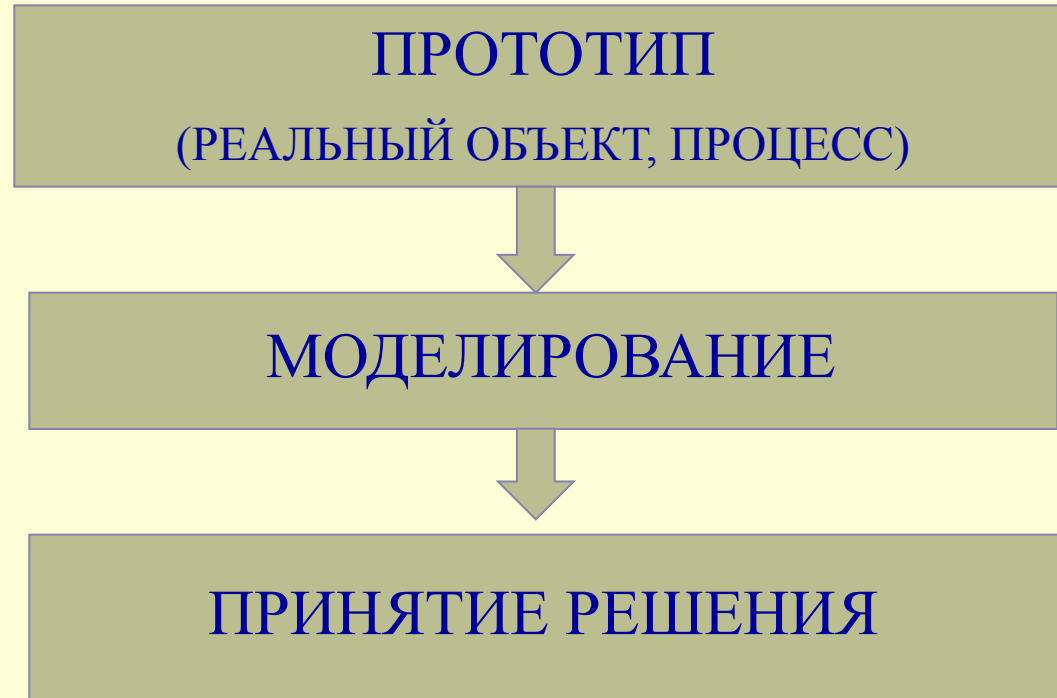 ПРОТОТИП
(РЕАЛЬНЫЙ ОБЪЕКТ, ПРОЦЕСС)
МОДЕЛИРОВАНИЕ
ПРИНЯТИЕ РЕШЕНИЯ